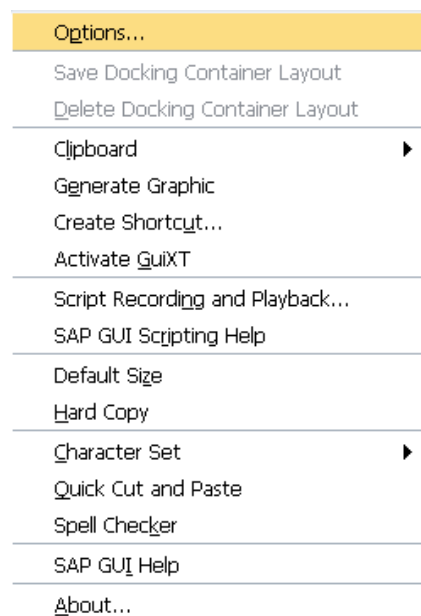 Options...
Save Docking Container Layout
Delete Docking Container Layout
Clipboard
Generate Graphic
Create Shortcut...
Activate GuiXT
Script Recording and Playback...
SAP GUI Scripting Help
Default Size
Hard Copy
Character Set
Quick Cut and Paste
Spell Checker
SAP GUI Help
About...